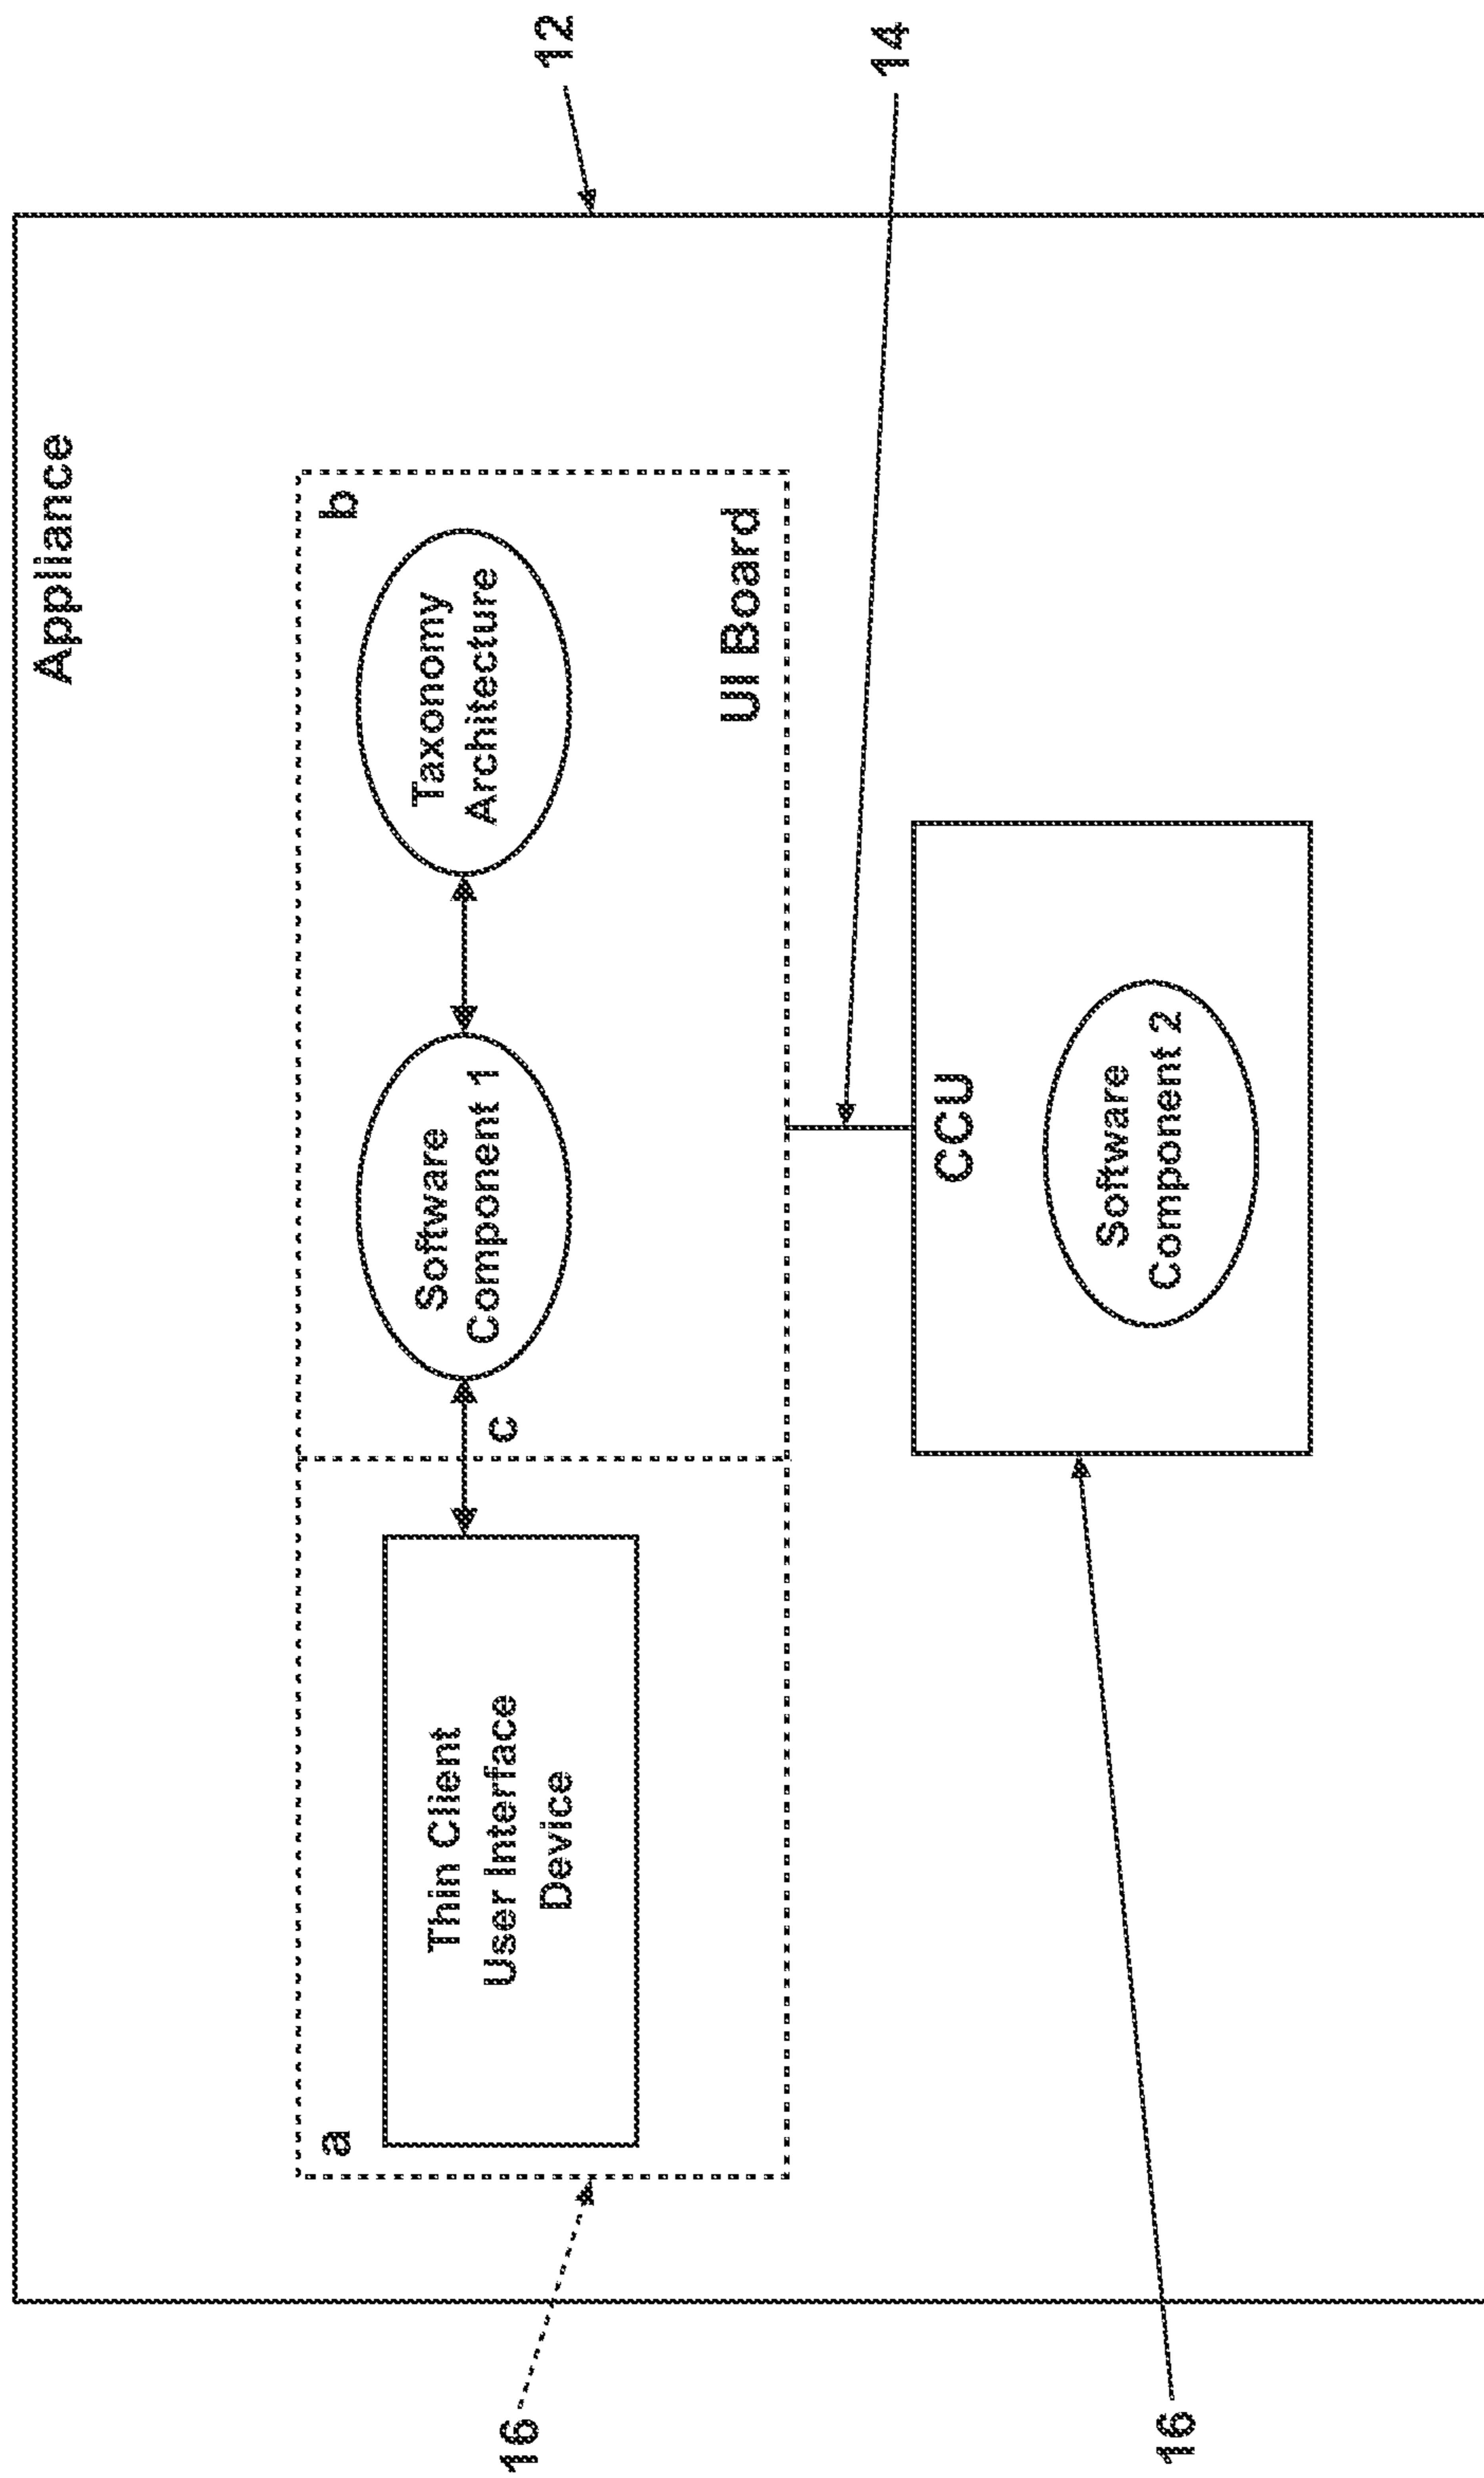 Appliance
12
14
16
a
Thin Client
User Interface
Device
c
Software
Component 1
b
Taxonomy
Architecture
UI Board
16
CCU
Software
Component 2